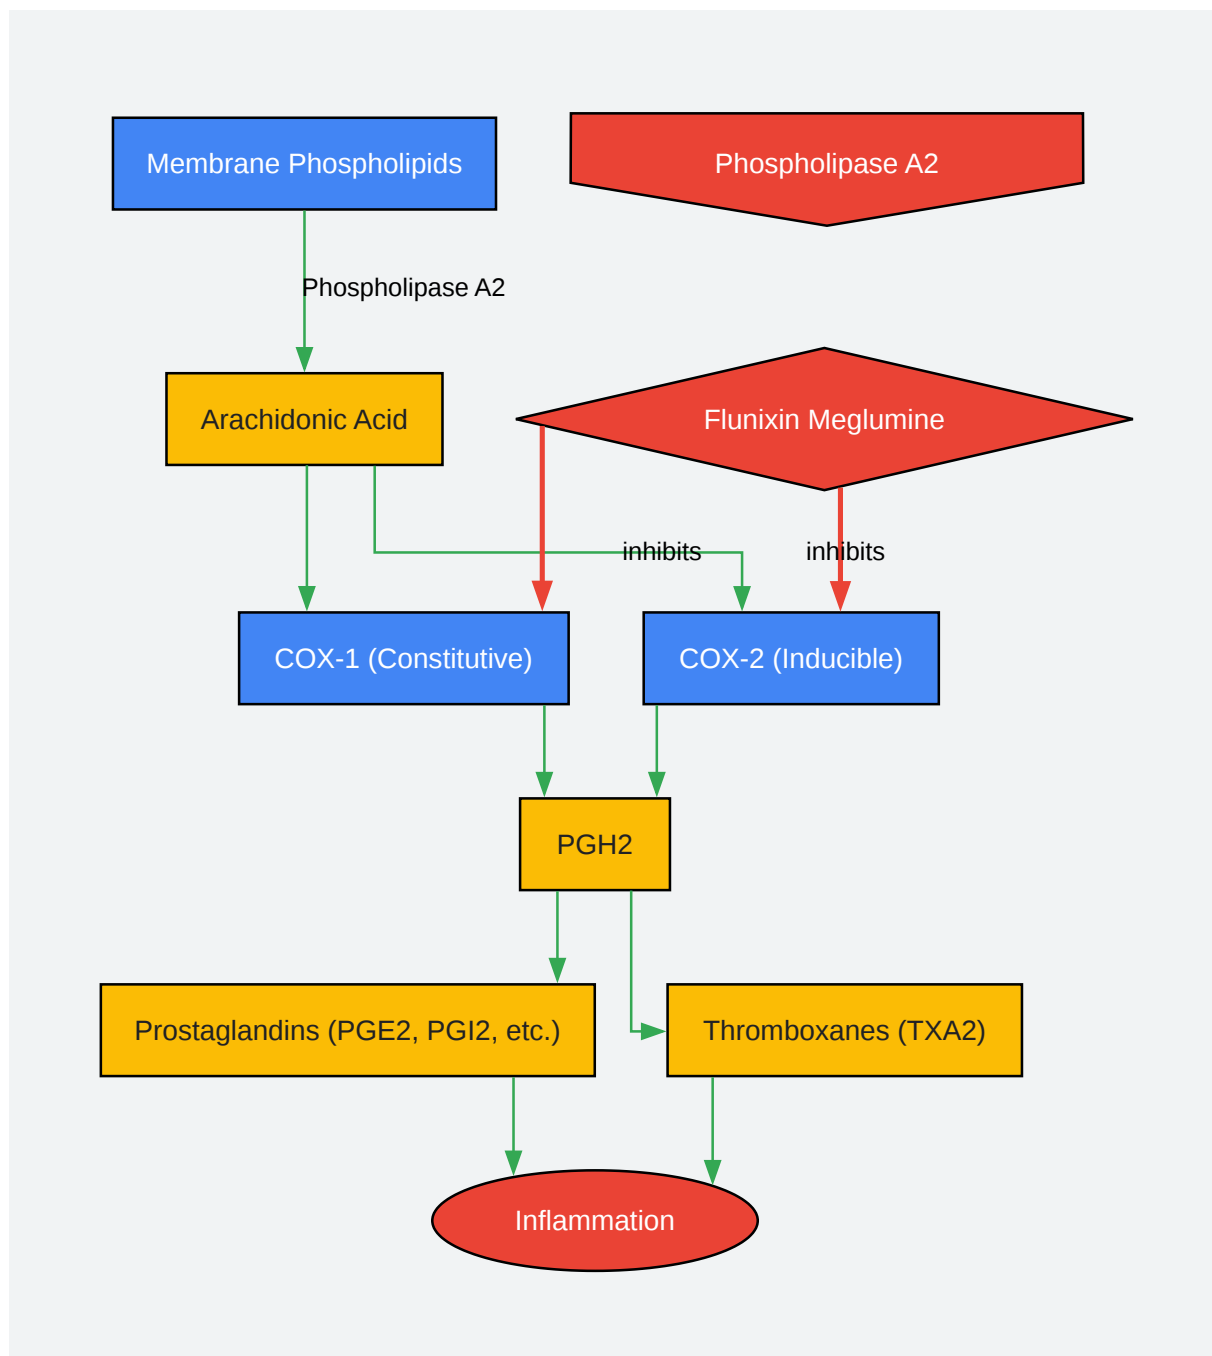 Membrane Phospholipids
Phospholipase A2
Phospholipase A2
Arachidonic Acid
Flunixin Meglumine
inhibits
inhibits
COX-1 (Constitutive)
COX-2 (Inducible)
PGH2
Prostaglandins (PGE2, PGI2, etc.)
Thromboxanes (TXA2)
Inflammation